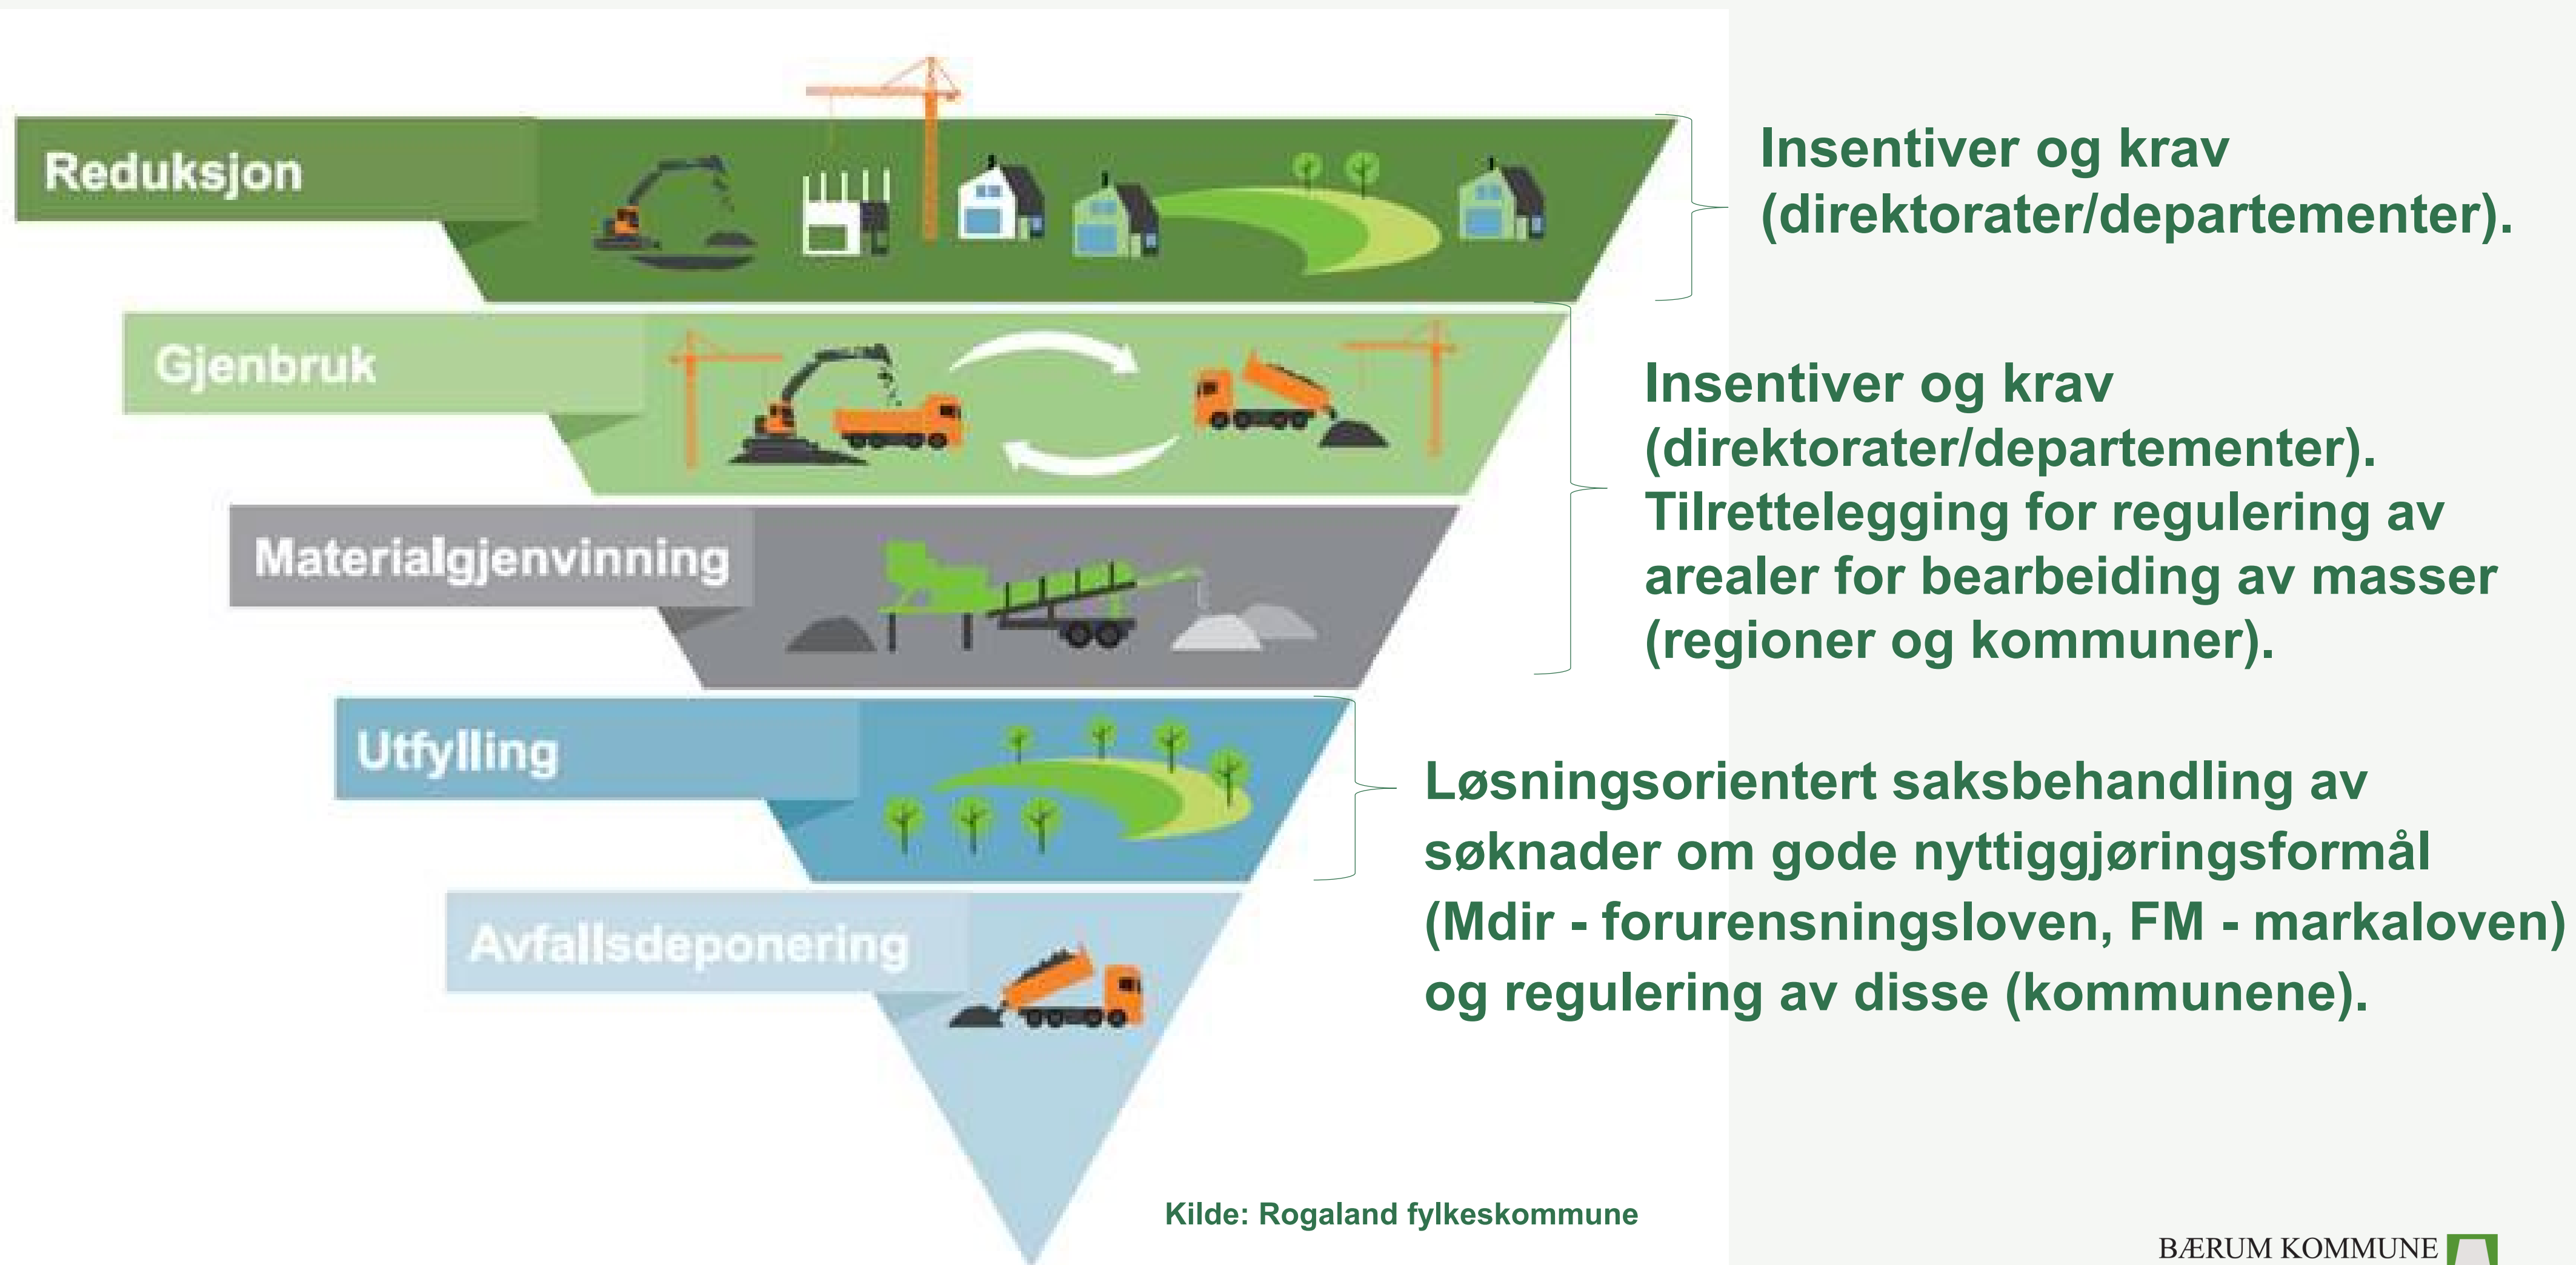 Reduksjon
Insentiver og krav
(direktorater/departementer).
Gjenbruk
Materialgjenvinning
Insentiver og krav
(direktorater/departementer).
Tilrettelegging for regulering av
arealer for bearbeiding av masser
(regioner og kommuner).
Utfylling
Løsningsorientert saksbehandling av
søknader om gode nyttiggjøringsformål
(Mdir - forurensningsloven, FM - markaloven)
og regulering av disse (kommunene).
Avfallsdeponering
Kilde: Rogaland fylkeskommune
BÆRUM KOMMUNE